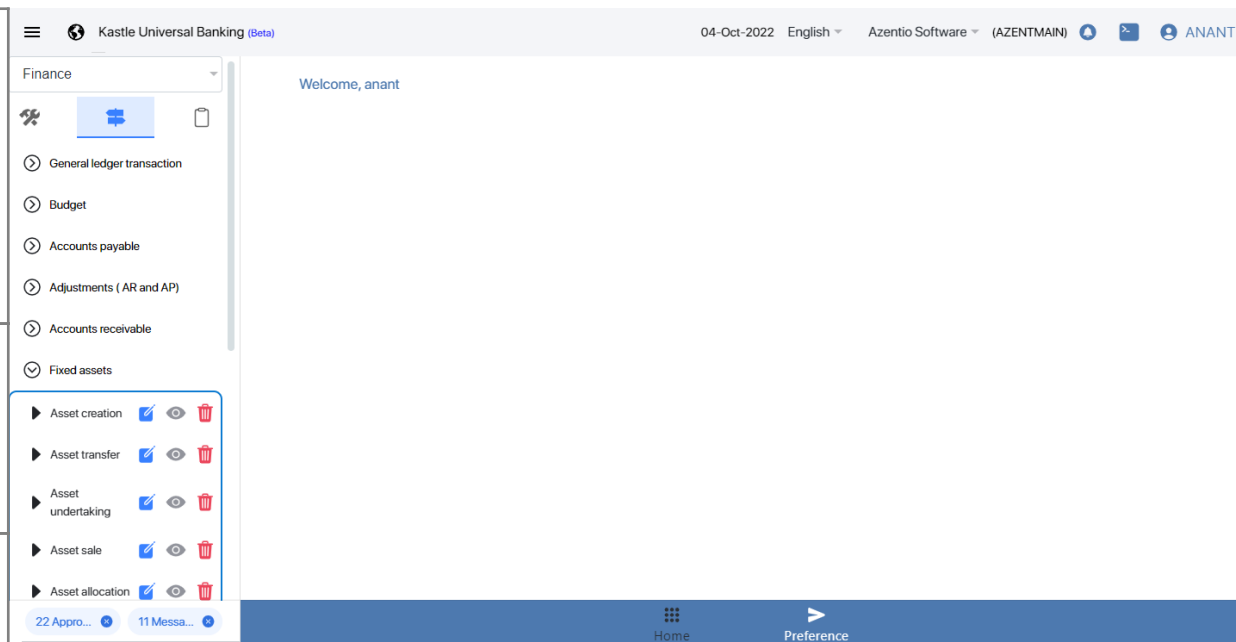 Kastle Universal Banking (Beta)
04-Oct-2022 English Azentio Software (AZENTMAIN) ANANT
Finance
Welcome, anant
General ledger transaction
Budget
Accounts payable
Adjustments ( AR and AP)
Accounts receivable
Fixed assets
Asset creation
Asset transfer
Asset
undertaking
Asset sale
Asset allocation
22 Appro... 11 Messa...
Home Preference